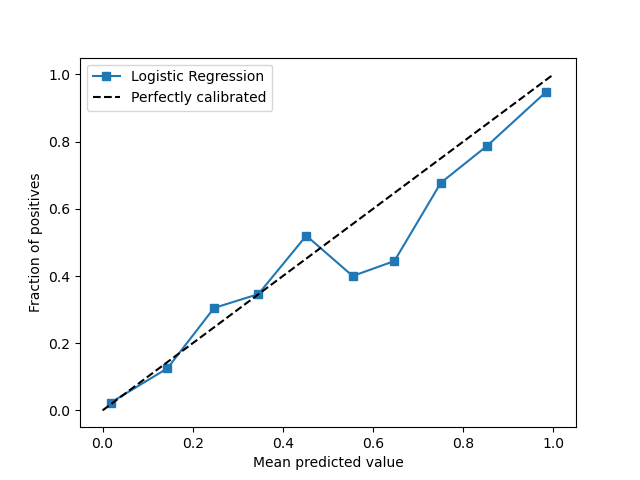 Logistic Regression
Perfectly calibrated
Fraction of positives
1.0
0.8
0.6
0.4
0.2
0.0
0.0 0.2 0.4 0.6 0.8 1.0
Mean predicted value